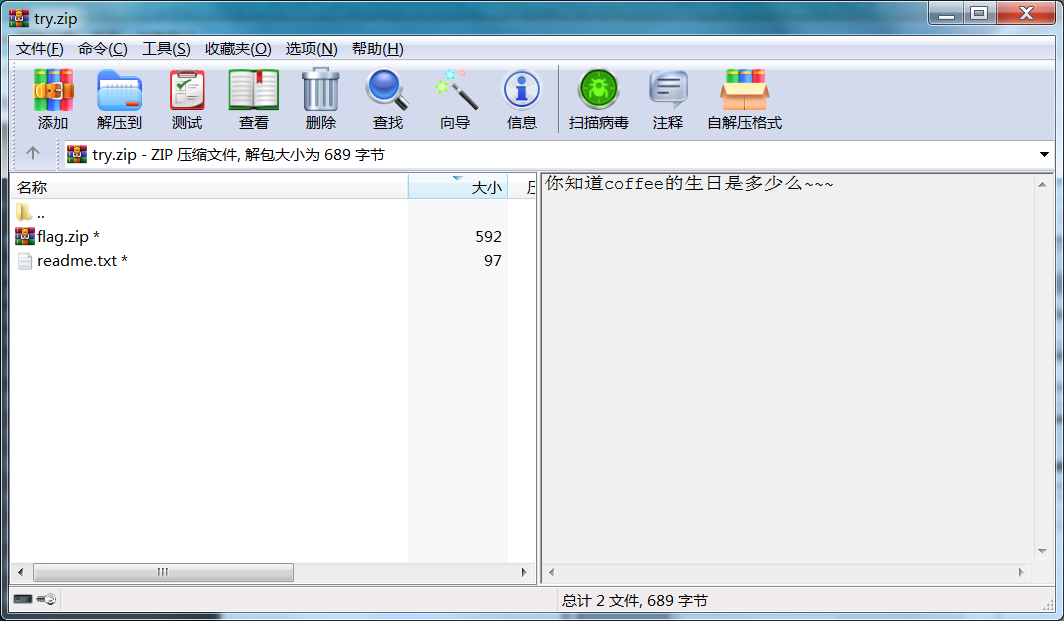 try.zip
文件(F) 命令(C) 工具(S) 收藏夹(O) 选项(N) 帮助(H)
添加 解压到 测试 查看 删除 查找 向导 信息 扫描病毒 注释 自解压格式
try.zip - ZIP 压缩文件, 解包大小为 689 字节
名称 大小
你知道coffee的生日是多少么~~~
..
flag.zip * 592
readme.txt * 97
总计 2 文件, 689 字节